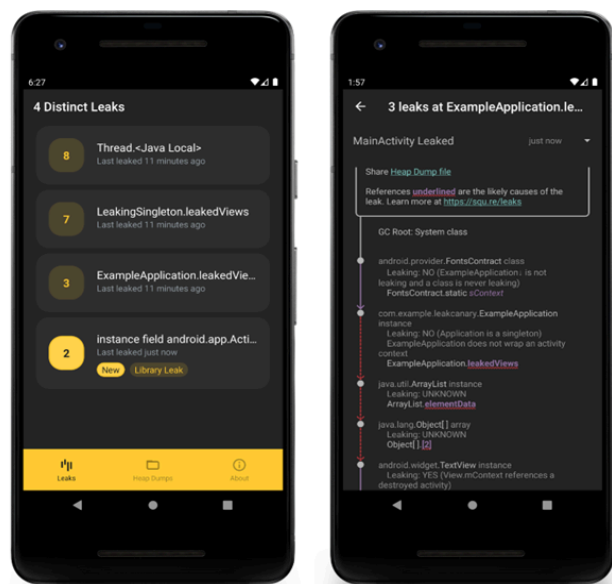 6:27
4 Distinct Leaks
8
Thread.<Java Local>
Last leaked 11 minutes ago
7
LeakingSingleton.leakedViews
Last leaked 11 minutes ago
3
ExampleApplication.leakedVie...
Last leaked 11 minutes ago
2
instance field android.app.Acti...
Last leaked just now
New
Library Leak
Leaks
Heap Dumps
About
1:57
3 leaks at ExampleApplication.le...
MainActivity Leaked
just now
Share Heap Dump file
References underlined are the likely causes of the
leak. Learn more at https://squ.re/leaks
GC Root: System class
android.provider.FontsContract class
Leaking: NO (ExampleApplication↓ is not
leaking and a class is never leaking)
FontsContract.static sContext
com.example.leakcanary.ExampleApplication
instance
Leaking: NO (Application is a singleton)
ExampleApplication does not wrap an activity
context
ExampleApplication.leakedViews
java.util.ArrayList instance
Leaking: UNKNOWN
ArrayList.elementData
java.lang.Object[] array
Leaking: UNKNOWN
Object[].[2]
android.widget.TextView instance
Leaking: YES (View.mContext references a
destroyed activity)